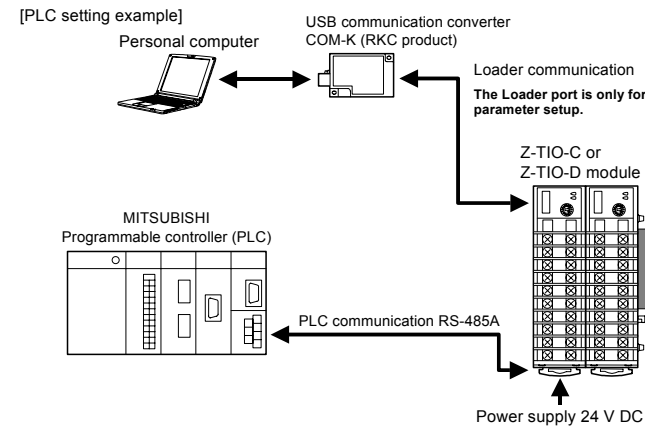 [PLC setting example]
Personal computer
USB communication converter
COM-K (RKC product)
Loader communication
The Loader port is only for
parameter setup.
Z-TIO-C or
Z-TIO-D module
MITSUBISHI
Programmable controller (PLC)
PLC communication RS-485A
Power supply 24 V DC